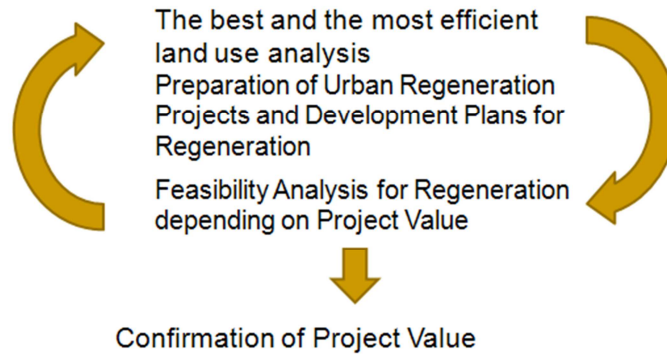 The best and the most efficient
land use analysis
Preparation of Urban Regeneration
Projects and Development Plans for
Regeneration
Feasibility Analysis for Regeneration
depending on Project Value
Confirmation of Project Value